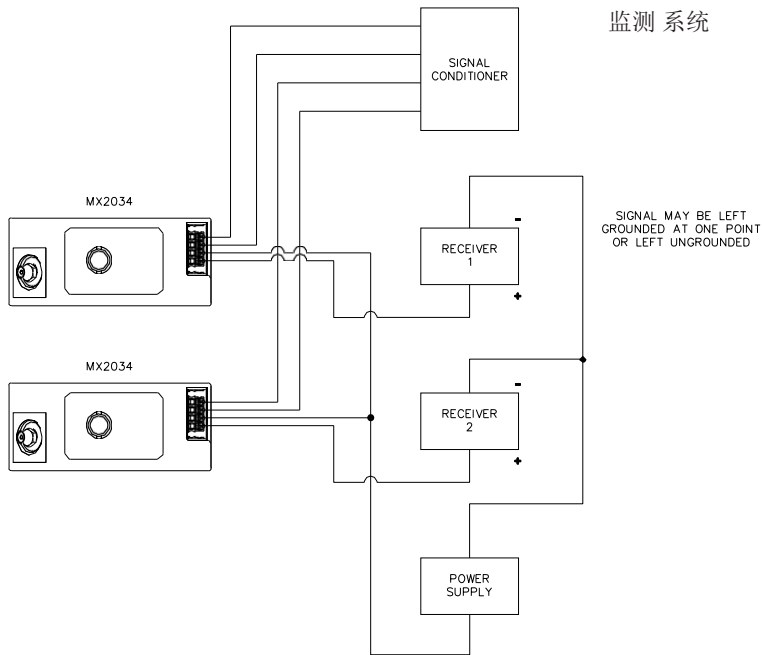 监测 系统
SIGNAL
CONDITIONER
MX2034
SIGNAL MAY BE LEFT
GROUNDED AT ONE POINT
OR LEFT UNGROUNDED
-
RECEIVER
1
+
MX2034
-
RECEIVER
2
+
POWER
SUPPLY